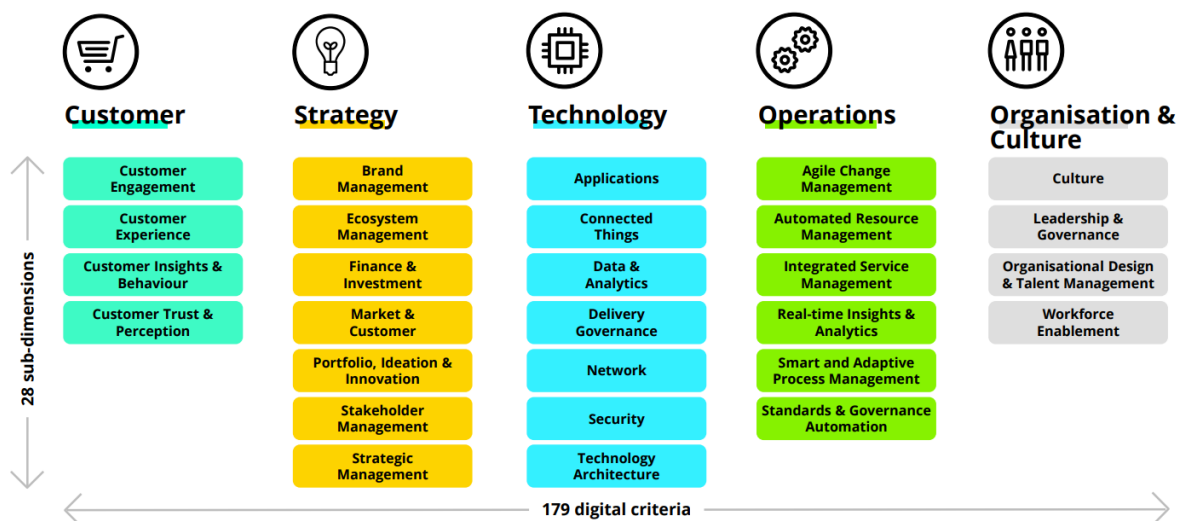 Customer
Customer
Engagement
Customer
Experience
Customer Insights &
Behaviour
Customer Trust &
Perception
Strategy
Brand
Management
Ecosystem
Management
Finance &
Investment
Market &
Customer
Portfolio, Ideation &
Innovation
Stakeholder
Management
Strategic
Management
Technology
Applications
Connected
Things
Data &
Analytics
Delivery
Governance
Network
Security
Technology
Architecture
Operations
Agile Change
Management
Automated Resource
Management
Integrated Service
Management
Real-time Insights &
Analytics
Smart and Adaptive
Process Management
Standards & Governance
Automation
Organisation &
Culture
Culture
Leadership &
Governance
Organisational Design
& Talent Management
Workforce
Enablement
28 sub-dimensions
179 digital criteria